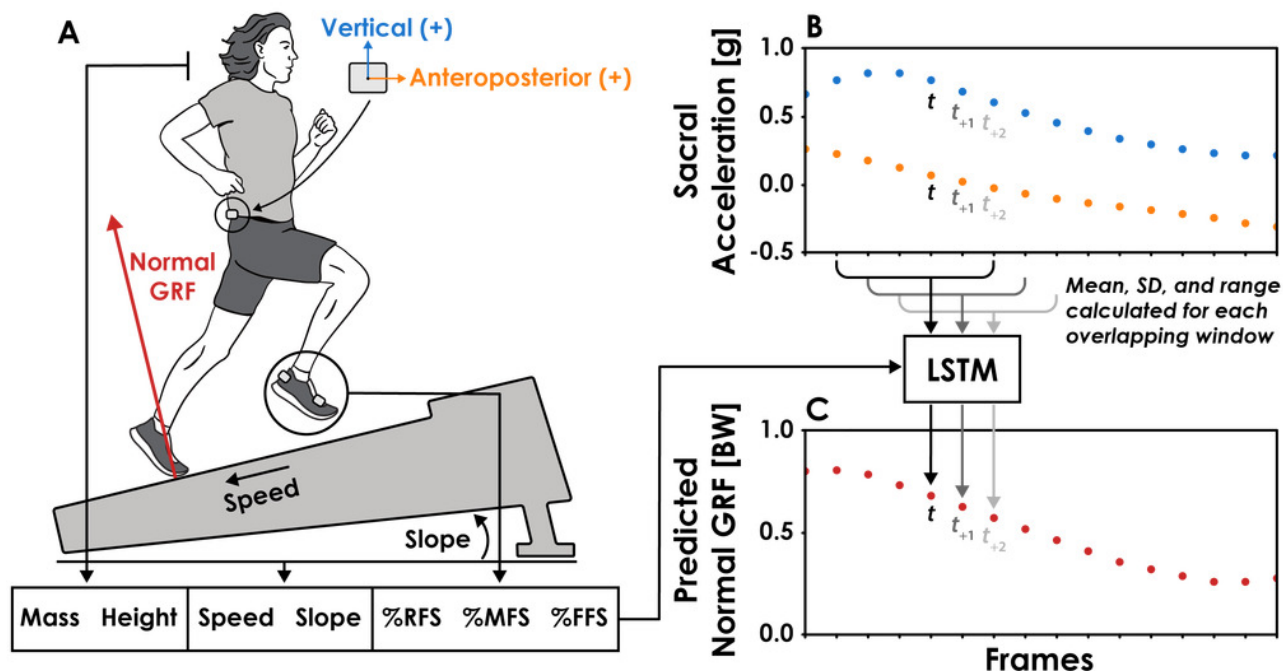 A
Vertical (+)
Anteroposterior (+)
Normal
GRF
Speed
Slope
Mass Height Speed Slope %RFS %MFS %FFS
B
Sacral
Acceleration [g]
1.0
0.5
0.0
-0.5
t t+1 t+2
t t+1 t+2
Mean, SD, and range
calculated for each
overlapping window
LSTM
C
Predicted
Normal GRF [BW]
1.0
0.5
0.0
t t+1 t+2
Frames